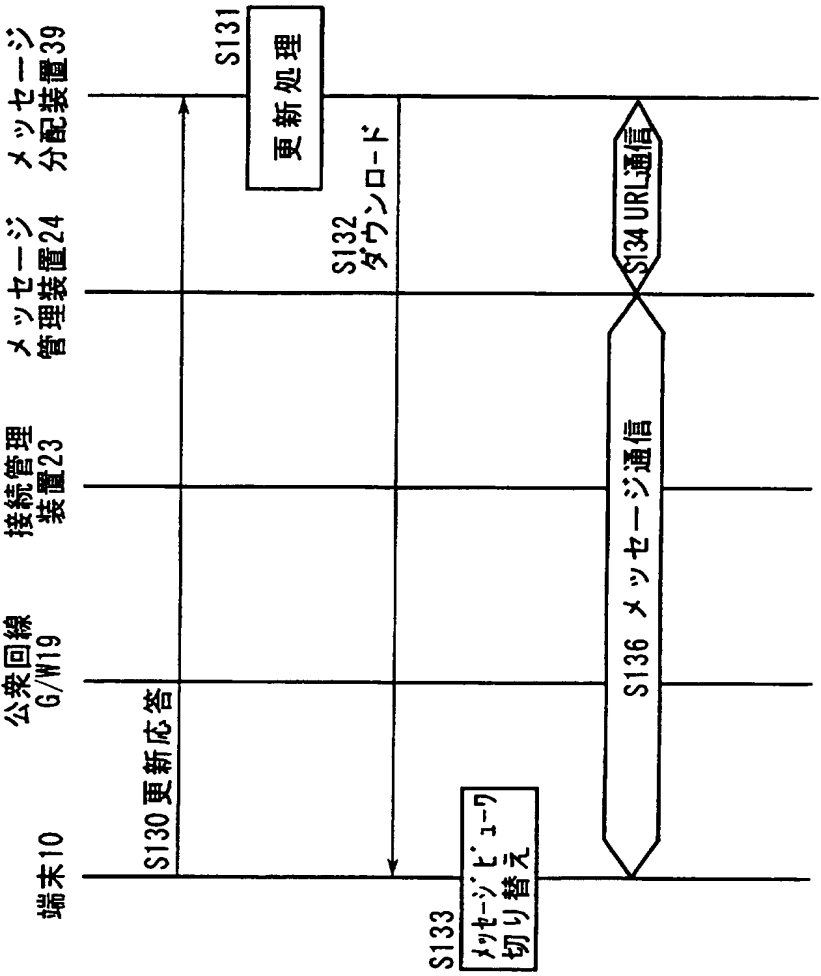 端末10
公衆回線
G/W19
接続管理
装置23
メッセージ
管理装置24
メッセージ
分配装置39
S130 更新応答
S131
更新処理
S132
ダウンロード
S133
メッセージビューワ
切り替え
S134 URL通信
S136 メッセージ通信